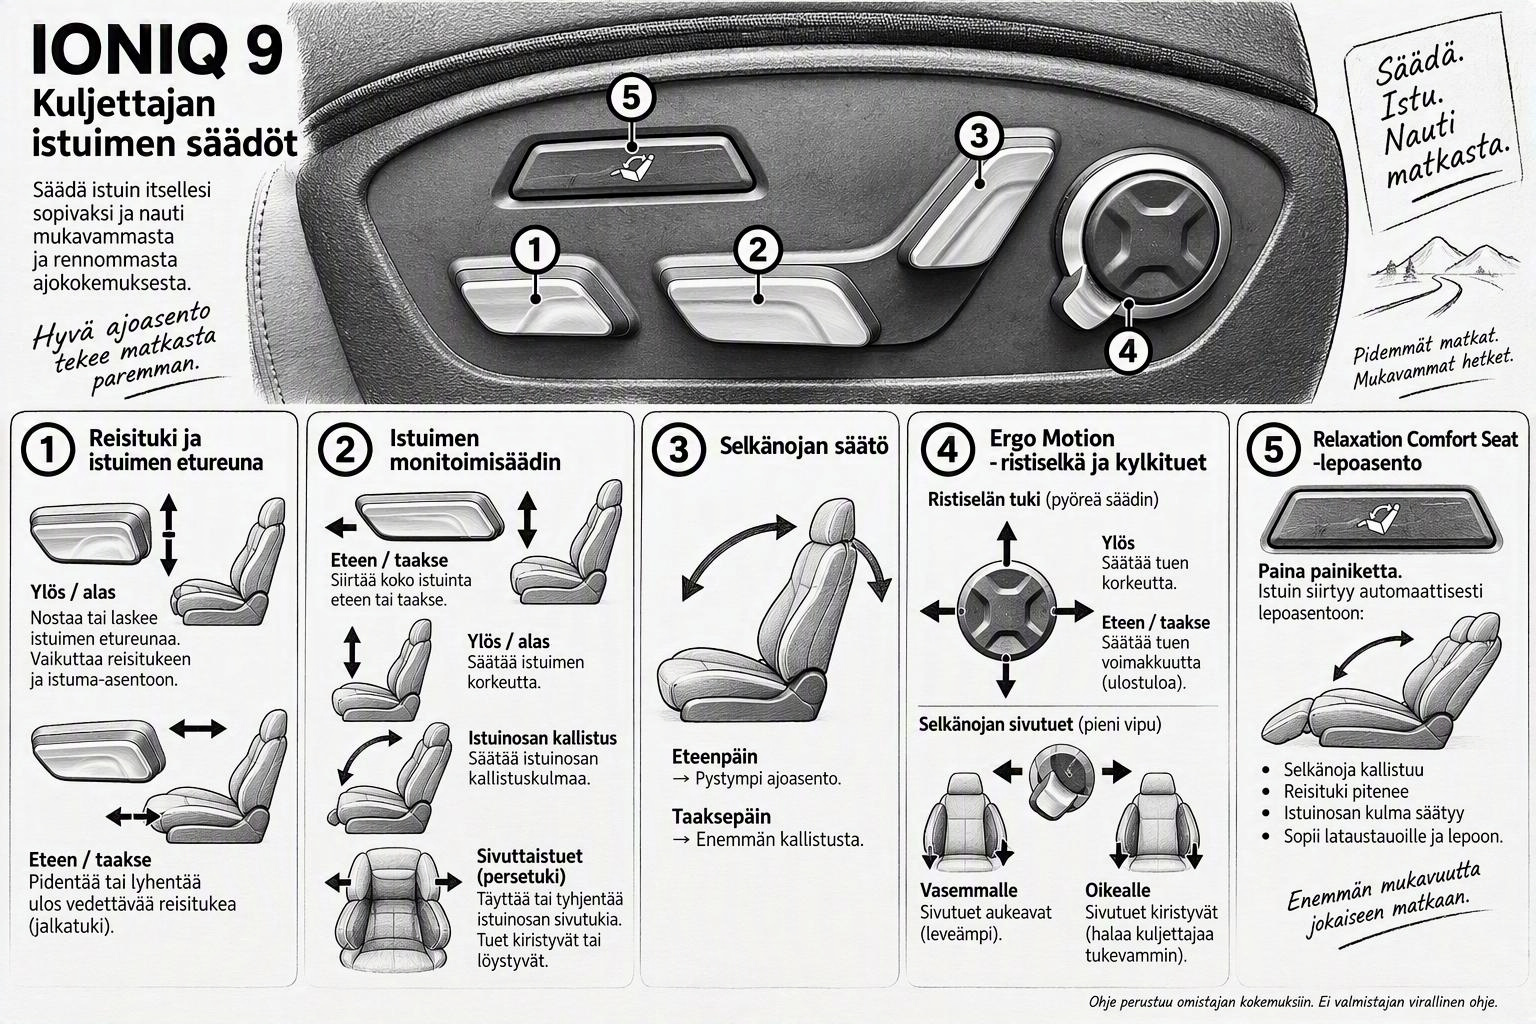 IONIQ 9
Kuljettajan
istuimen säädöt
Säädä istuin itsellesi
sopivaksi ja nauti
mukavammasta
ja rennommasta
ajokokemuksesta.
Hyvä ajoasento
tekee matkasta
paremman.
5
3
1
2
4
Säädä.
Istu.
Nauti
matkasta.
Pidemmät matkat.
Mukavammat hetket.
1 Reisituki ja
istuimen etureuna
Ylös / alas
Nostaa tai laskee
istuimen etureunaa.
Vaikuttaa reisitukeen
ja istuma-asentoon.
Eteen / taakse
Pidentää tai lyhentää
ulos vedettävää reisitukea
(jalkatuki).
2 Istuimen
monitoimisäädin
Eteen / taakse
Siirtää koko istuinta
eteen tai taakse.
Ylös / alas
Säätää istuimen
korkeutta.
Istuinosan kallistus
Säätää istuinosan
kallistuskulmaa.
Sivuttaistuet
(persetuki)
Täyttää tai tyhjentää
istuinosan sivutukia.
Tuet kiristyvät tai
löystyvät.
3 Selkänojan säätö
Eteenpäin
→ Pystympi ajoasento.
Taaksepäin
→ Enemmän kallistusta.
4 Ergo Motion
- ristiselkä ja kylkituet
Ristiselän tuki (pyöreä säädin)
Ylös
Säätää tuen
korkeutta.
Eteen / taakse
Säätää tuen
voimakkuutta
(ulostuloa).
Selkänojan sivutuet (pieni vipu)
Vasemmalle
Sivutuet aukeavat
(leveämpi).
Oikealle
Sivutuet kiristyvät
(halaa kuljettajaa
tukevammin).
5 Relaxation Comfort Seat
-lepoasento
Paina painiketta.
Istuin siirtyy automaattisesti
lepoasentoon:
• Selkänoja kallistuu
• Reisituki pitenee
• Istuinosan kulma säätyy
• Sopii lataustauoille ja lepoon.
Enemmän mukavuutta
jokaiseen matkaan.
Ohje perustuu omistajan kokemuksiin. Ei valmistajan virallinen ohje.